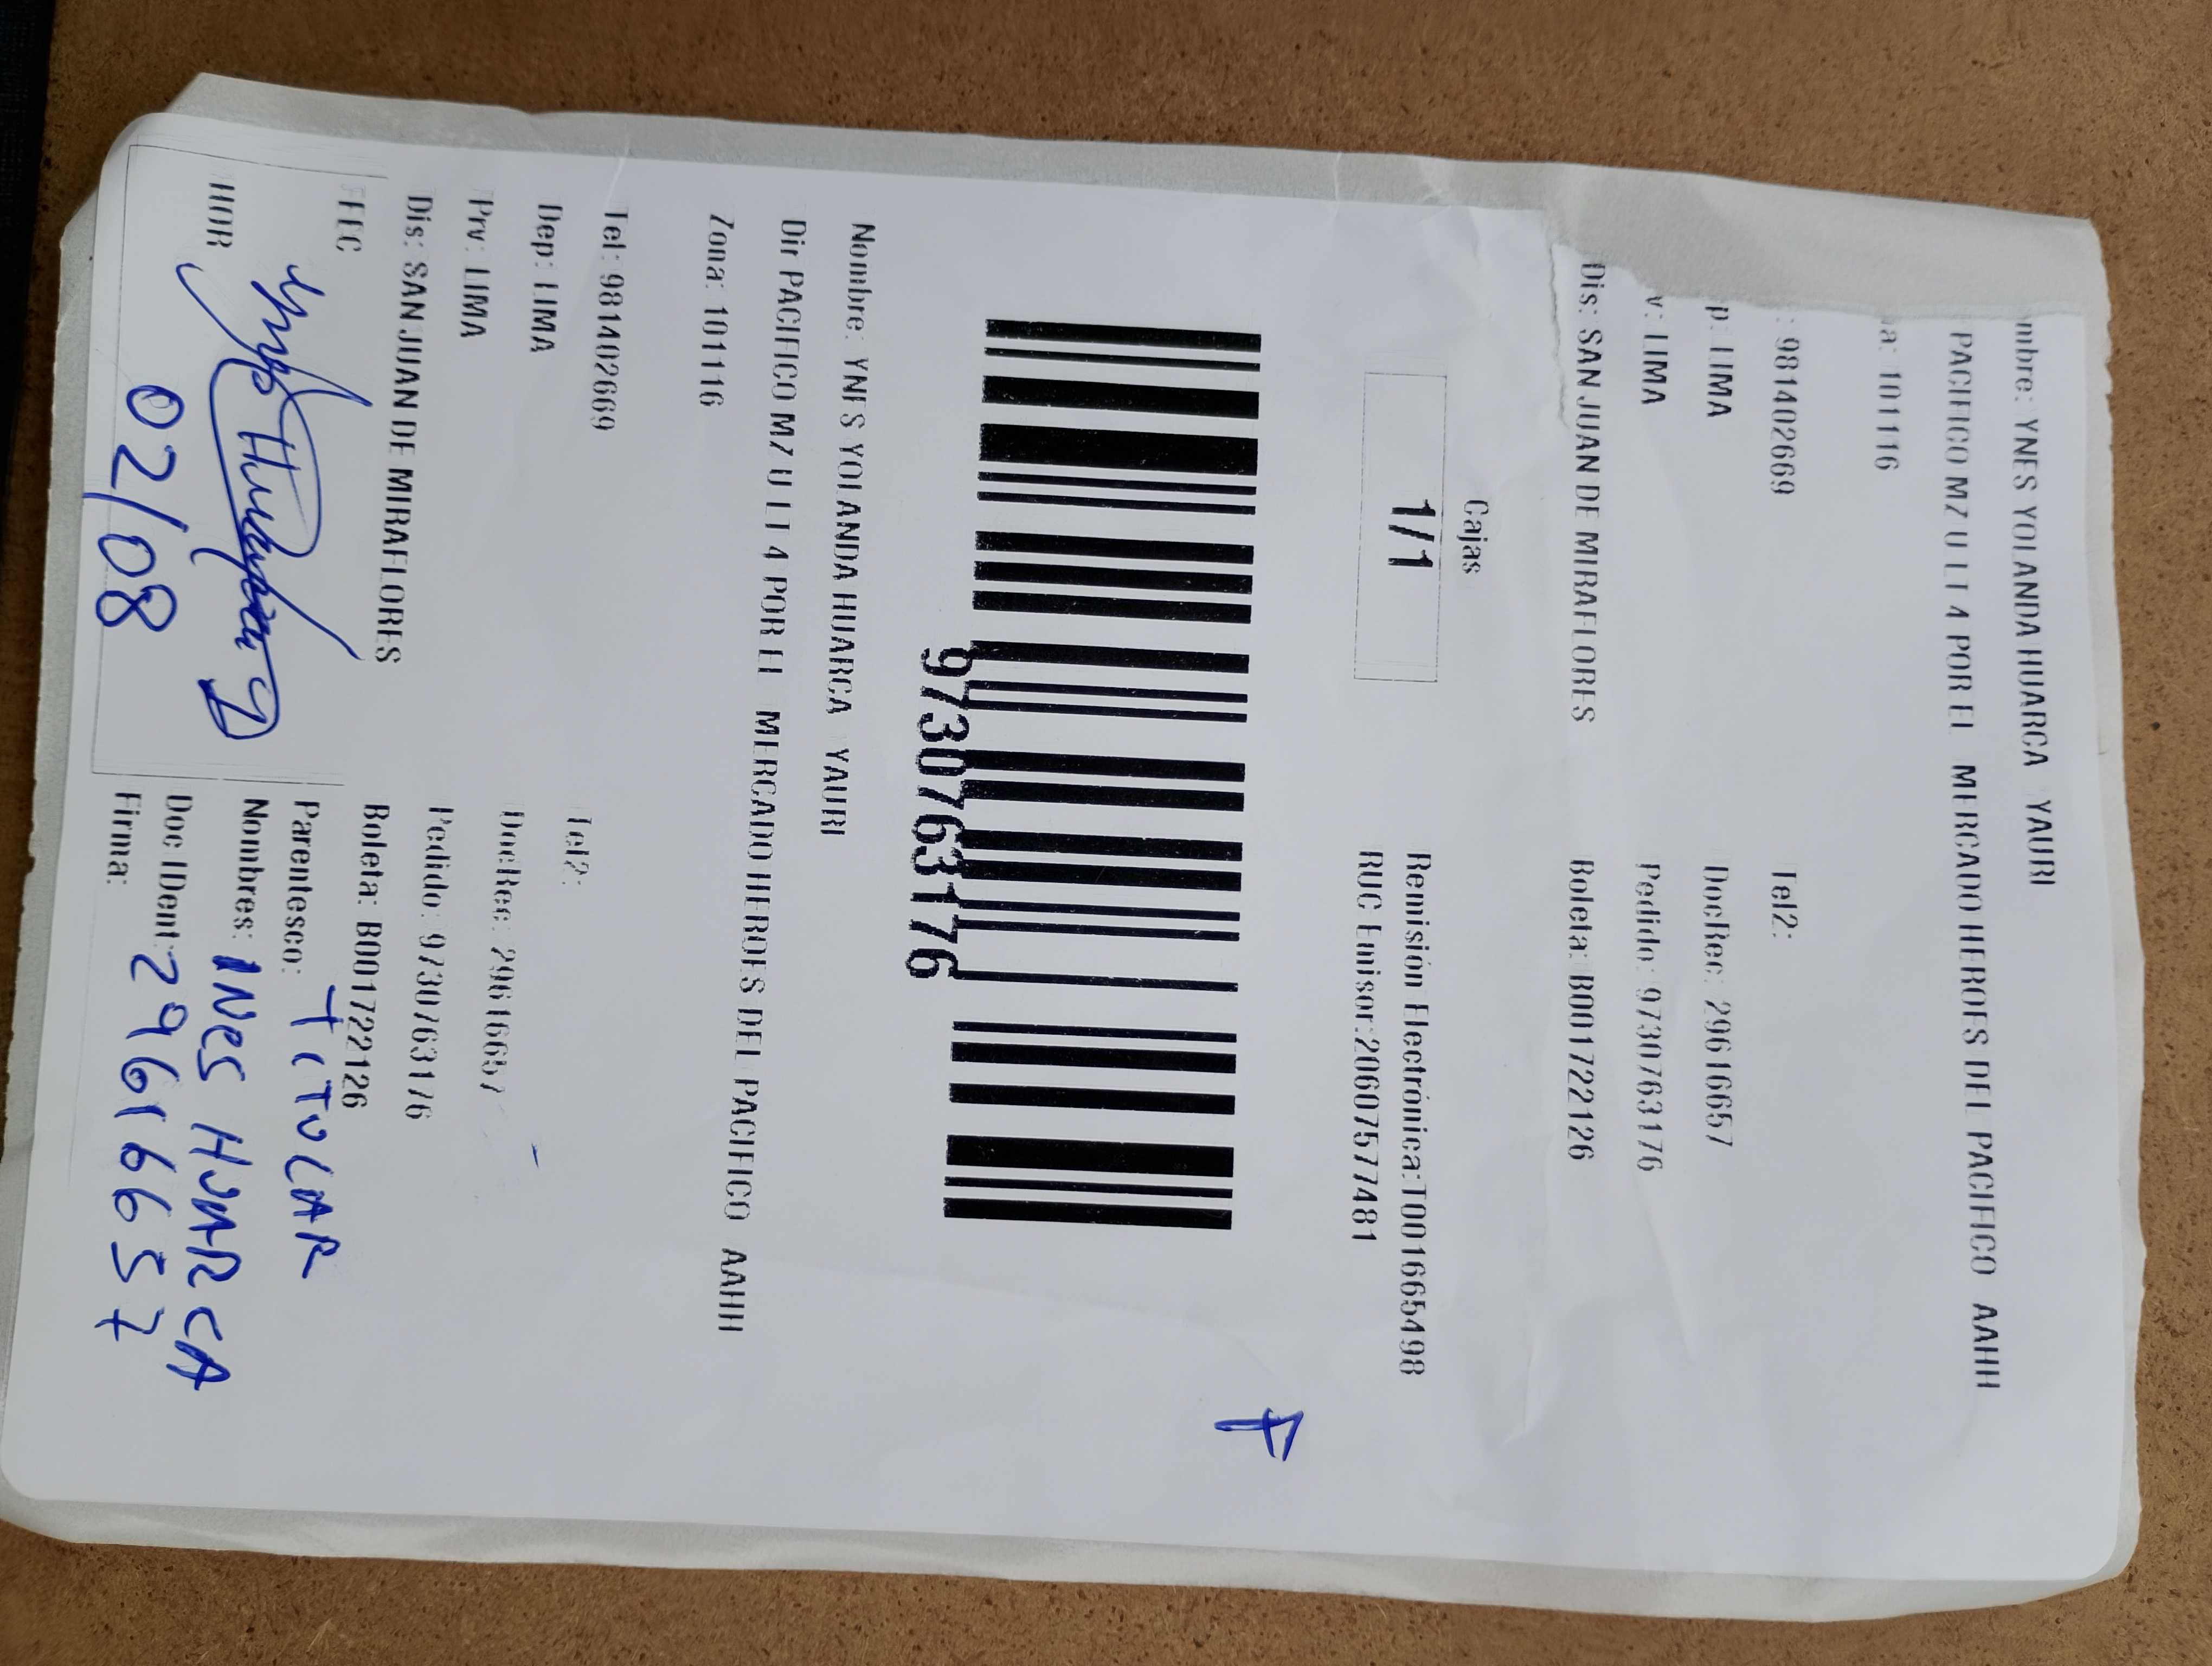 mbre: YNES YOLANDA HUARCA YAURI
PACIFICO MZ U LT 4 POR EL MERCADO HEROES DEL PACIFICO AAHH
a: 101116
: 981402669 Tel2:
p: LIMA DocRec: 29616657
v: LIMA Pedido: 9730763176
Dis: SAN JUAN DE MIRAFLORES Boleta: B001722126
Cajas
1/1
Remisión Electrónica:T001665498
RUC Emisor:20607577481
9730763176
Nombre: YNES YOLANDA HUARCA YAURI
Dir PACIFICO MZ U LT 4 POR EL MERCADO HEROES DEL PACIFICO AAHH
Zona: 101116
Tel: 981402669 Tel2:
Dep: LIMA DocRec: 29616657
Prv: LIMA Pedido: 9730763176
Dis: SAN JUAN DE MIRAFLORES Boleta: B001722126
FEC Parentesco: TITULAR
Nombres: INES HUARCA
HOR Doc IDent: 29616657
02/08 Firma: